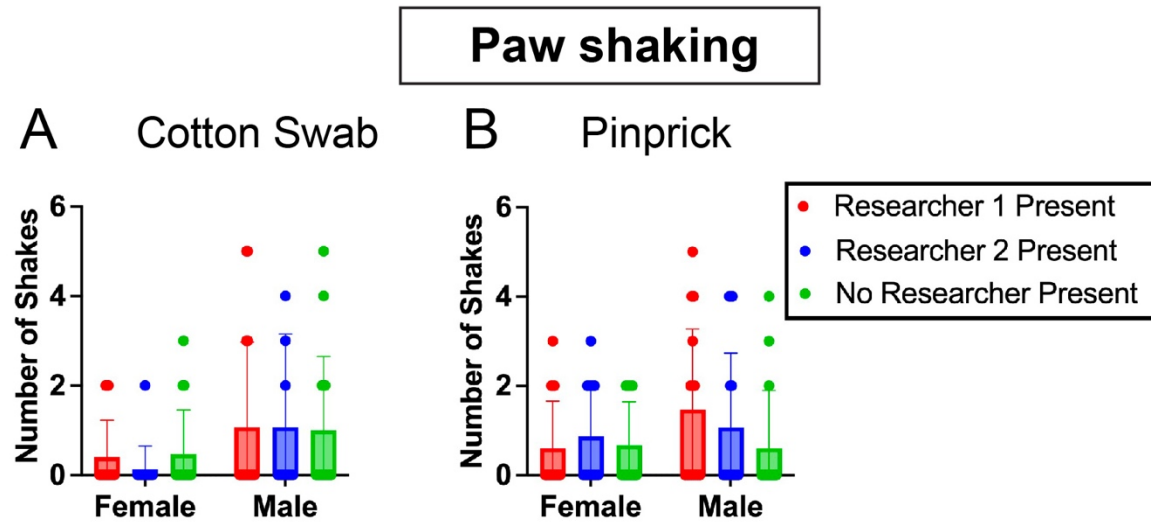 Paw shaking
A Cotton Swab
B Pinprick
Number of Shakes
6
4
2
0
Female Male
Number of Shakes
6
4
2
0
Female Male
Researcher 1 Present
Researcher 2 Present
No Researcher Present